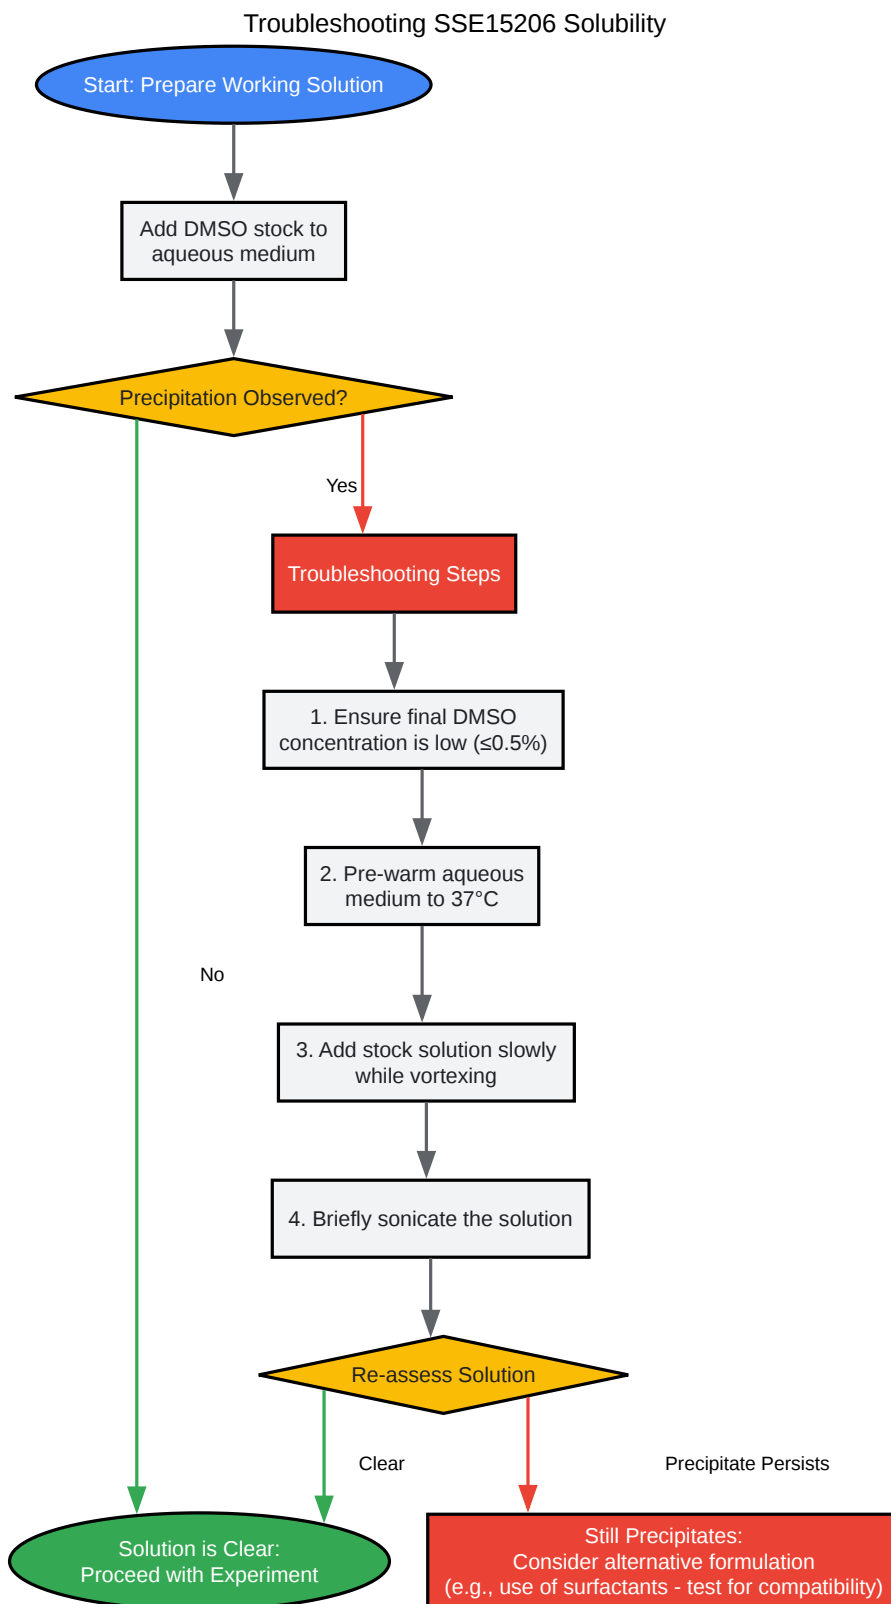 Troubleshooting SSE15206 Solubility
Start: Prepare Working Solution
Add DMSO stock to
aqueous medium
Precipitation Observed?
Yes
Troubleshooting Steps
1. Ensure final DMSO
concentration is low (≤0.5%)
2. Pre-warm aqueous
medium to 37°C
No
3. Add stock solution slowly
while vortexing
4. Briefly sonicate the solution
Re-assess Solution
Clear
Precipitate Persists
Solution is Clear:
Proceed with Experiment
Still Precipitates:
Consider alternative formulation
(e.g., use of surfactants - test for compatibility)